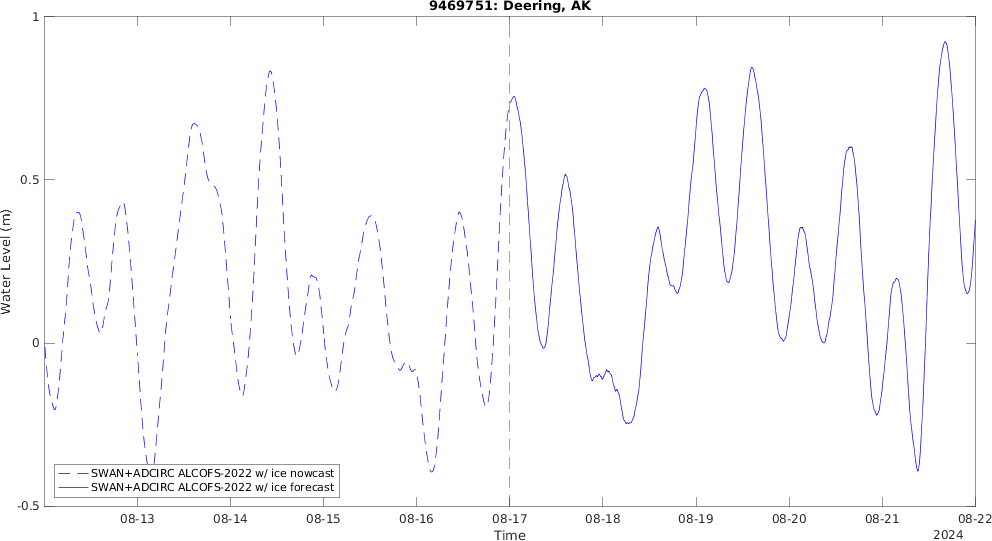 9469751: Deering, AK
1
0.5
0
-0.5
Water Level (m)
SWAN+ADCIRC ALCOFS-2022 w/ ice nowcast
SWAN+ADCIRC ALCOFS-2022 w/ ice forecast
08-13 08-14 08-15 08-16 08-17 08-18 08-19 08-20 08-21 08-22
Time
2024